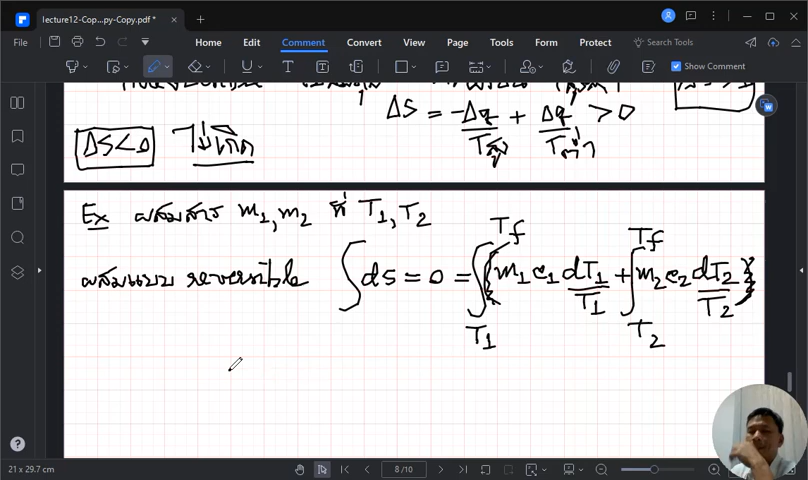 lecture12-Cop...py-Copy.pdf *
File Home Edit Comment Convert View Page Tools Form Protect Search Tools
Show Comment
ΔS = -Δq/Tสูง + Δq/Tต่ำ > 0
ΔS<0 ไม่เกิด
Ex ผสมสาร m₁,m₂ ที่ T₁,T₂
ผสมแบบ reversible ∫ds = 0 = ∫_{T₁}^{Tf} {m₁c₁ dT₁/T₁ + ∫_{T₂}^{Tf} m₂c₂ dT₂/T₂}
21 x 29.7 cm 8 /10